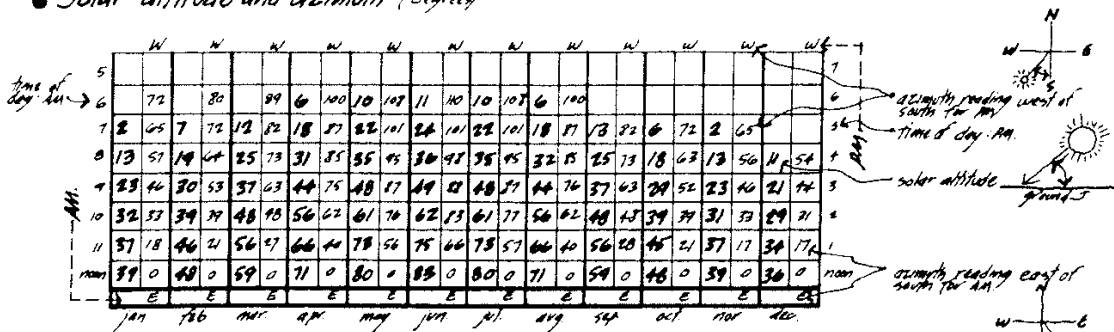 ● Solar altitude and azimuth (degrees)
N
W W W W W W W W W W W W
5 7
W E
S
time of day: AM → 6 72 80 89 6 100 10 108 11 110 10 108 6 100 6
azimuth reading west of south for PM
7 2 65 7 72 12 82 18 87 22 101 24 101 22 101 18 87 13 82 6 72 2 65 5
time of day: PM.
8 13 57 19 64 25 73 31 85 35 95 36 98 35 95 32 85 25 73 18 63 13 56 11 54 4
solar altitude
9 23 46 30 53 37 63 44 75 48 87 49 88 48 87 44 76 37 63 29 52 23 46 21 44 3
ground
10 32 33 39 39 48 48 56 62 61 76 62 83 61 77 56 62 48 48 39 39 31 33 29 31 2
11 37 18 46 21 56 27 66 40 73 56 75 66 73 57 66 40 56 28 45 21 37 17 34 17 1
noon 39 0 48 0 59 0 71 0 80 0 83 0 80 0 71 0 59 0 48 0 39 0 36 0 noon
AM. PM
azimuth reading east of south for AM
E E E E E E E E E E E E
jan feb mar. apr. may jun jul. aug sep oct. nov dec.
N
W E